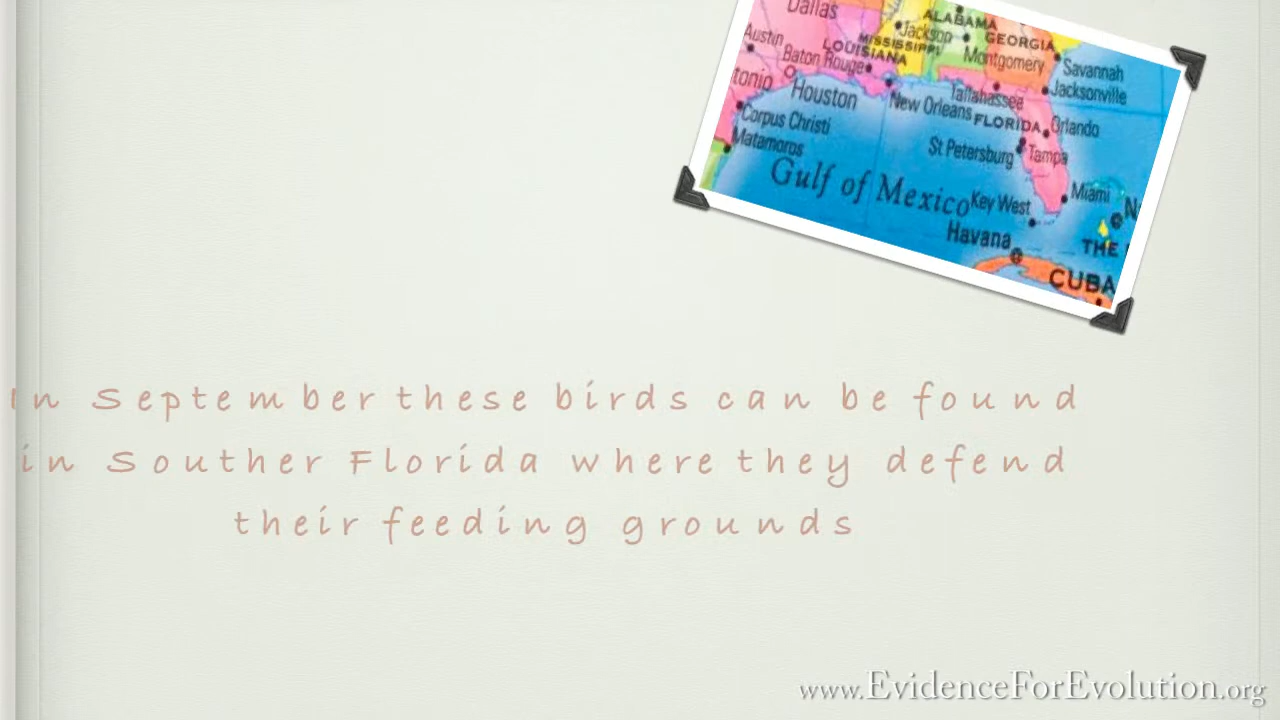 Dallas
ALABAMA
Jackson
GEORGIA
Austin
MISSISSIPPI
LOUISIANA
Montgomery
Savannah
Baton Rouge
tonio
Houston
Tallahassee
Jacksonville
New Orleans
FLORIDA
Orlando
Corpus Christi
Matamoros
St Petersburg
Tampa
Gulf of Mexico
Key West
Miami
N
Havana
THE
CUBA
In September these birds can be found
in Souther Florida where they defend
their feeding grounds
www.EvidenceForEvolution.org